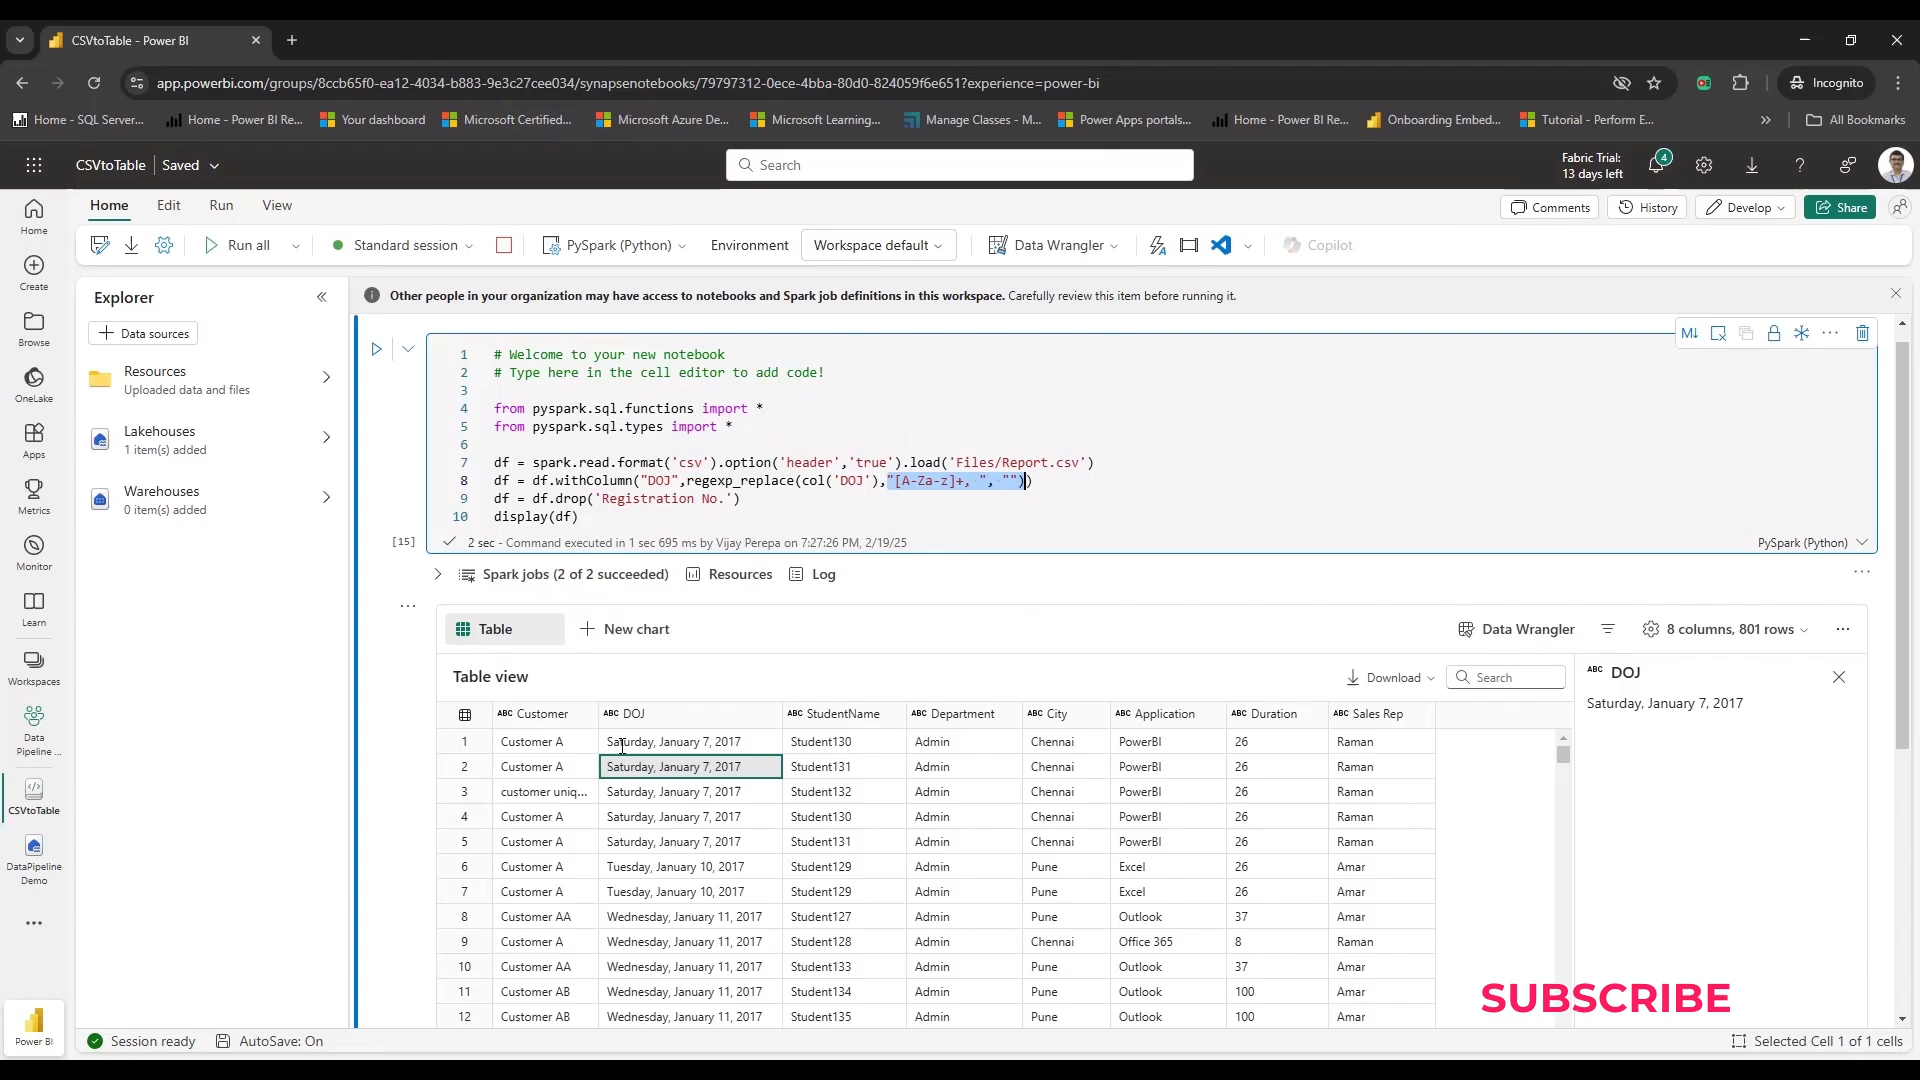 CSVtoTable - Power BI
app.powerbi.com/groups/8ccb65f0-ea12-4034-b883-9e3c27cee034/synapsenotebooks/79797312-0ece-4bba-80d0-824059f6e651?experience=power-bi
Incognito
Home - SQL Server...
Home - Power BI Re...
Your dashboard
Microsoft Certified...
Microsoft Azure De...
Microsoft Learning...
Manage Classes - M...
Power Apps portals...
Home - Power BI Re...
Onboarding Embed...
Tutorial - Perform E...
All Bookmarks
CSVtoTable Saved
Search
Fabric Trial:
13 days left
4
Home Edit Run View
Comments History Develop Share
Run all Standard session PySpark (Python) Environment Workspace default Data Wrangler Copilot
Home
Create
Browse
OneLake
Apps
Metrics
Monitor
Learn
Workspaces
Data
Pipeline ...
CSVtoTable
DataPipeline
Demo
Power BI
Explorer
Data sources
Resources
Uploaded data and files
Lakehouses
1 item(s) added
Warehouses
0 item(s) added
Other people in your organization may have access to notebooks and Spark job definitions in this workspace. Carefully review this item before running it.
M↓
1 # Welcome to your new notebook
2 # Type here in the cell editor to add code!
3
4 from pyspark.sql.functions import *
5 from pyspark.sql.types import *
6
7 df = spark.read.format('csv').option('header','true').load('Files/Report.csv')
8 df = df.withColumn("DOJ",regexp_replace(col('DOJ'),"[A-Za-z]+, ", ""))
9 df = df.drop('Registration No.')
10 display(df)
[15] 2 sec - Command executed in 1 sec 695 ms by Vijay Perepa on 7:27:26 PM, 2/19/25 PySpark (Python)
Spark jobs (2 of 2 succeeded) Resources Log
Table New chart Data Wrangler 8 columns, 801 rows
Table view Download Search
ABC Customer ABC DOJ ABC StudentName ABC Department ABC City ABC Application ABC Duration ABC Sales Rep
1 Customer A Saturday, January 7, 2017 Student130 Admin Chennai PowerBI 26 Raman
2 Customer A Saturday, January 7, 2017 Student131 Admin Chennai PowerBI 26 Raman
3 customer uniq... Saturday, January 7, 2017 Student132 Admin Chennai PowerBI 26 Raman
4 Customer A Saturday, January 7, 2017 Student130 Admin Chennai PowerBI 26 Raman
5 Customer A Saturday, January 7, 2017 Student131 Admin Chennai PowerBI 26 Raman
6 Customer A Tuesday, January 10, 2017 Student129 Admin Pune Excel 26 Amar
7 Customer A Tuesday, January 10, 2017 Student129 Admin Pune Excel 26 Amar
8 Customer AA Wednesday, January 11, 2017 Student127 Admin Pune Outlook 37 Amar
9 Customer A Wednesday, January 11, 2017 Student128 Admin Chennai Office 365 8 Raman
10 Customer AA Wednesday, January 11, 2017 Student133 Admin Pune Outlook 37 Amar
11 Customer AB Wednesday, January 11, 2017 Student134 Admin Pune Outlook 100 Amar
12 Customer AB Wednesday, January 11, 2017 Student135 Admin Pune Outlook 100 Amar
ABC DOJ
Saturday, January 7, 2017
SUBSCRIBE
Session ready AutoSave: On
Selected Cell 1 of 1 cells